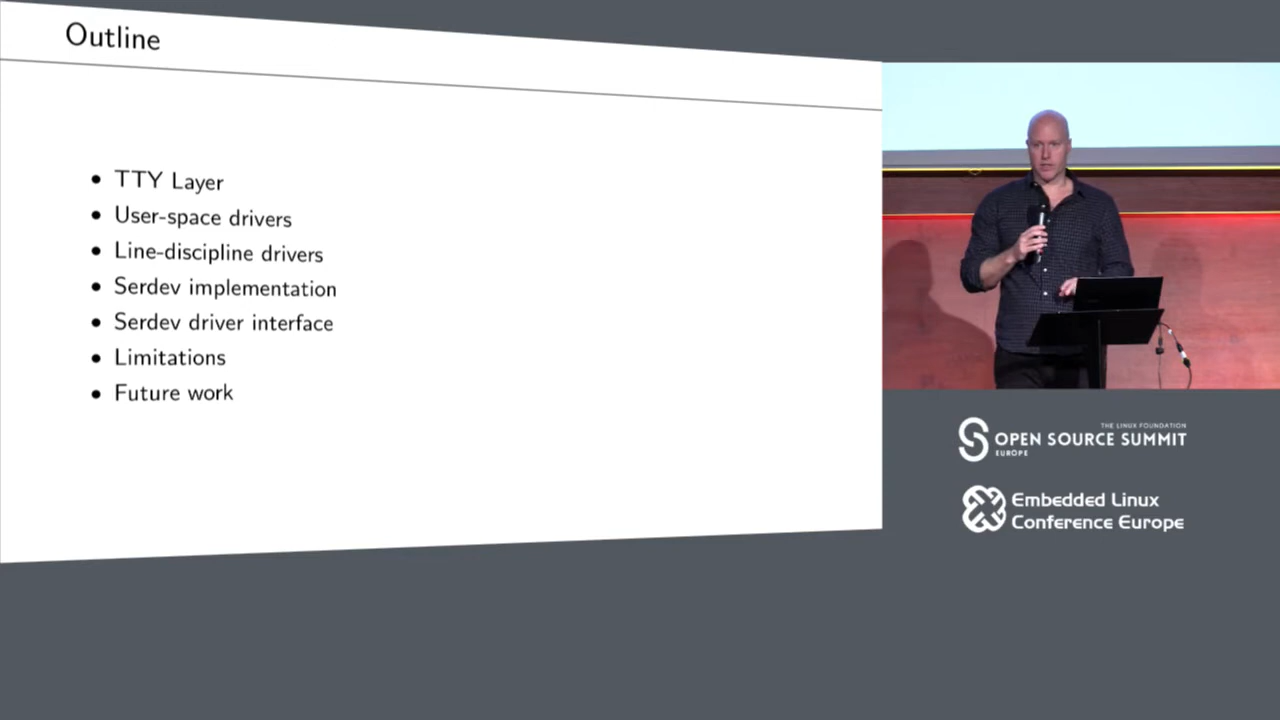 Outline
TTY Layer
User-space drivers
Line-discipline drivers
Serdev implementation
Serdev driver interface
Limitations
Future work
THE LINUX FOUNDATION
OPEN SOURCE SUMMIT
EUROPE
Embedded Linux
Conference Europe